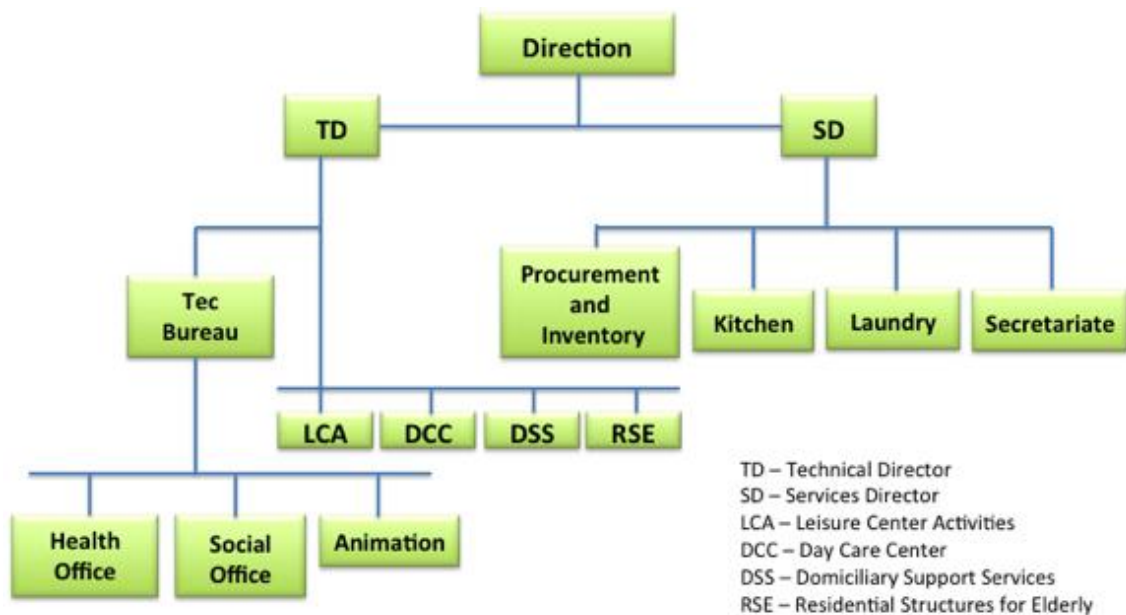 Direction
TD
SD
Tec
Bureau
Procurement
and
Inventory
Kitchen
Laundry
Secretariate
LCA
DCC
DSS
RSE
Health
Office
Social
Office
Animation
TD – Technical Director
SD – Services Director
LCA – Leisure Center Activities
DCC – Day Care Center
DSS – Domiciliary Support Services
RSE – Residential Structures for Elderly